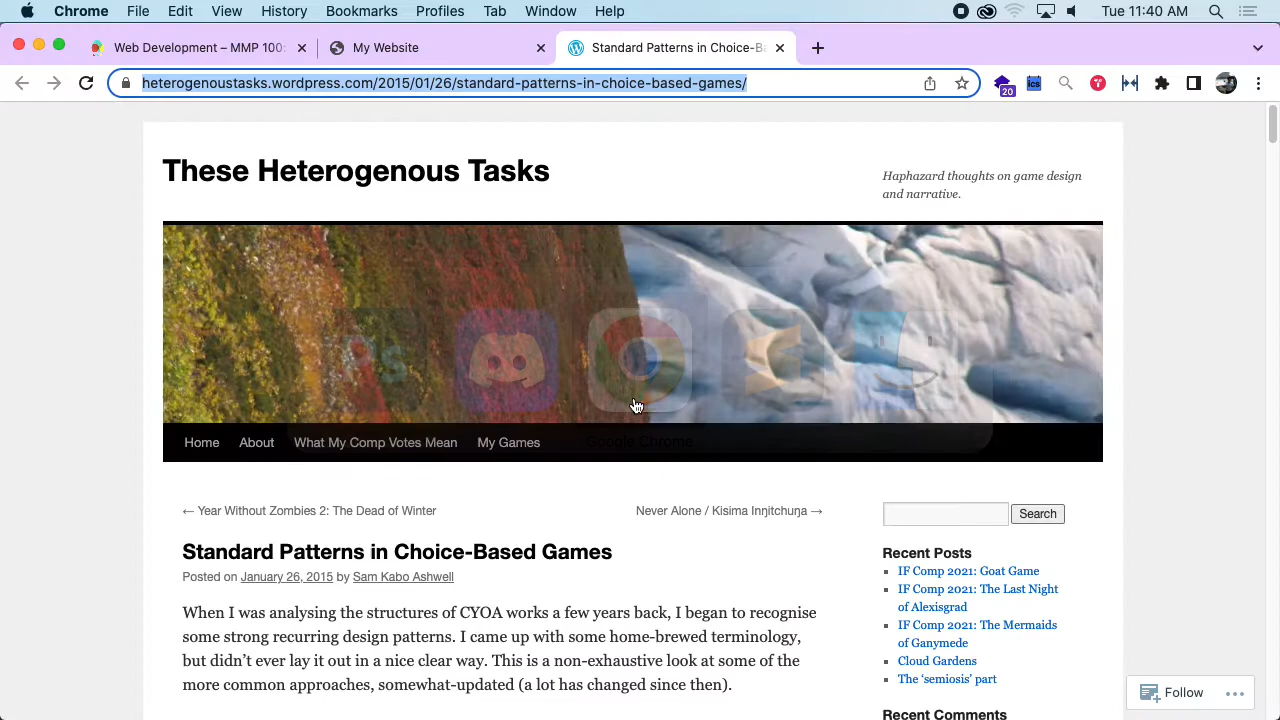 Chrome File Edit View History Bookmarks Profiles Tab Window Help Tue 11:40 AM
Web Development – MMP 100: My Website Standard Patterns in Choice-Ba
heterogenoustasks.wordpress.com/2015/01/26/standard-patterns-in-choice-based-games/
ics
20
These Heterogenous Tasks
Haphazard thoughts on game design
and narrative.
Ps
Home About What My Comp Votes Mean My Games Google Chrome
← Year Without Zombies 2: The Dead of Winter Never Alone / Kisima Inŋitchuŋa →
Search
Standard Patterns in Choice-Based Games
Posted on January 26, 2015 by Sam Kabo Ashwell
When I was analysing the structures of CYOA works a few years back, I began to recognise
some strong recurring design patterns. I came up with some home-brewed terminology,
but didn’t ever lay it out in a nice clear way. This is a non-exhaustive look at some of the
more common approaches, somewhat-updated (a lot has changed since then).
Recent Posts
IF Comp 2021: Goat Game
IF Comp 2021: The Last Night
of Alexisgrad
IF Comp 2021: The Mermaids
of Ganymede
Cloud Gardens
The ‘semiosis’ part
Recent Comments
Follow